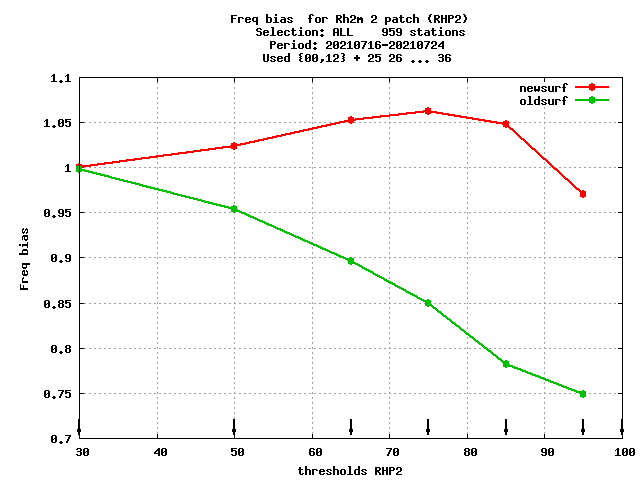 Freq bias  for Rh2m 2 patch (RHP2)
Selection: ALL    959 stations
Period: 20210716-20210724
Used {00,12} + 25 26 ... 36
newsurf
oldsurf
1.1
1.05
1
0.95
0.9
0.85
0.8
0.75
0.7
Freq bias
30 40 50 60 70 80 90 100
thresholds RHP2